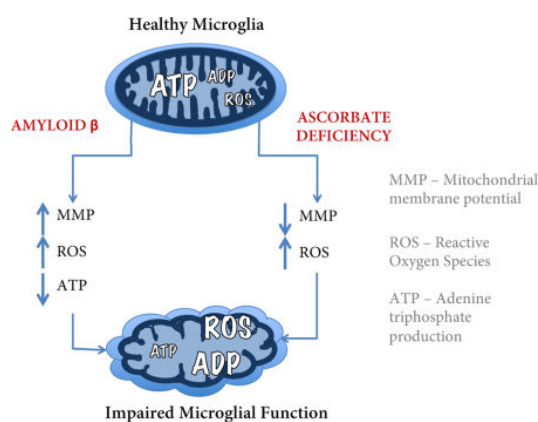 Healthy Microglia
ATP ADP
ROS
AMYLOID β
ASCORBATE
DEFICIENCY
MMP
ROS
ATP
MMP
ROS
MMP – Mitochondrial
membrane potential
ROS – Reactive
Oxygen Species
ATP – Adenine
triphosphate
production
ROS
ATP ADP
Impaired Microglial Function